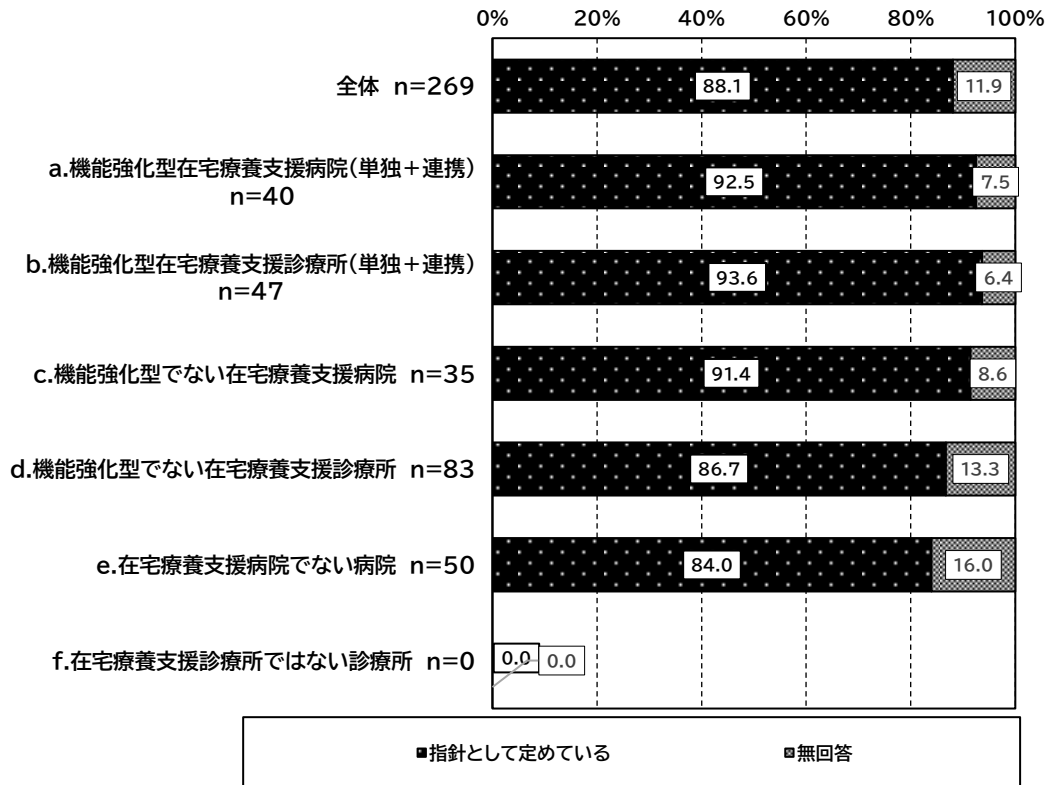 0% 20% 40% 60% 80% 100%
全体 n=269 88.1 11.9
a.機能強化型在宅療養支援病院(単独+連携)
n=40 92.5 7.5
b.機能強化型在宅療養支援診療所(単独+連携)
n=47 93.6 6.4
c.機能強化型でない在宅療養支援病院 n=35 91.4 8.6
d.機能強化型でない在宅療養支援診療所 n=83 86.7 13.3
e.在宅療養支援病院でない病院 n=50 84.0 16.0
f.在宅療養支援診療所ではない診療所 n=0 0.0 0.0
指針として定めている 無回答